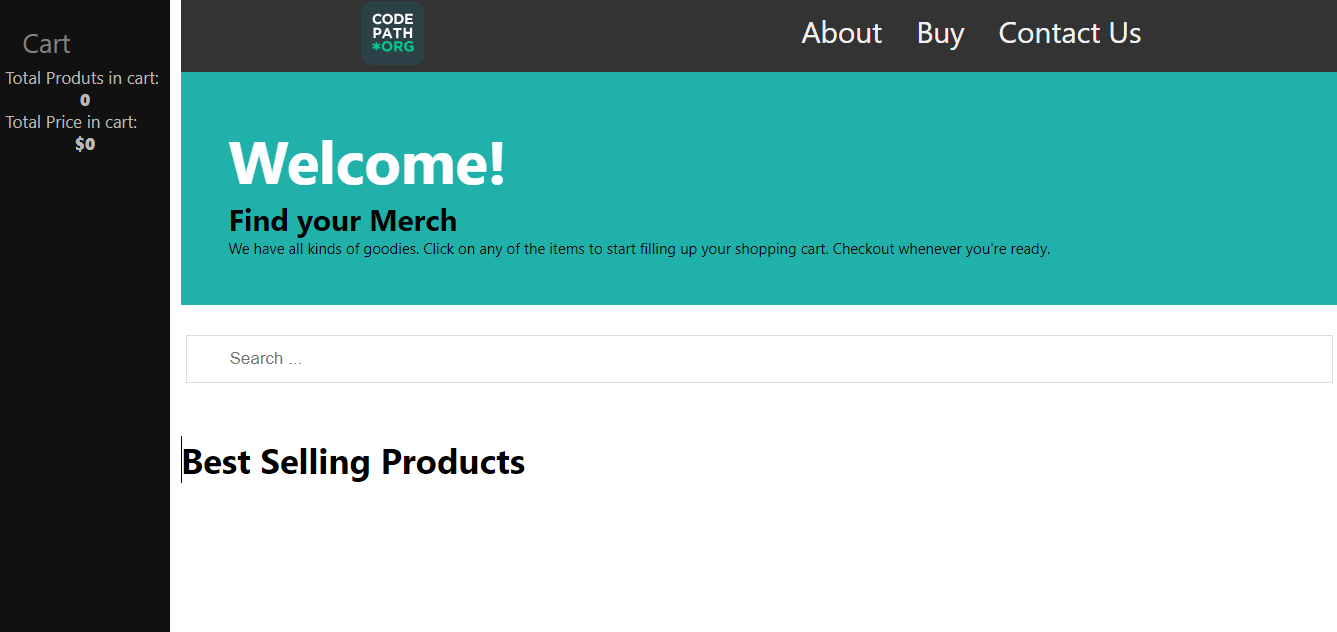 Cart
Total Produts in cart:
0
Total Price in cart:
$0
CODE
PATH
*ORG
About Buy Contact Us
Welcome!
Find your Merch
We have all kinds of goodies. Click on any of the items to start filling up your shopping cart. Checkout whenever you're ready.
Search ...
Best Selling Products